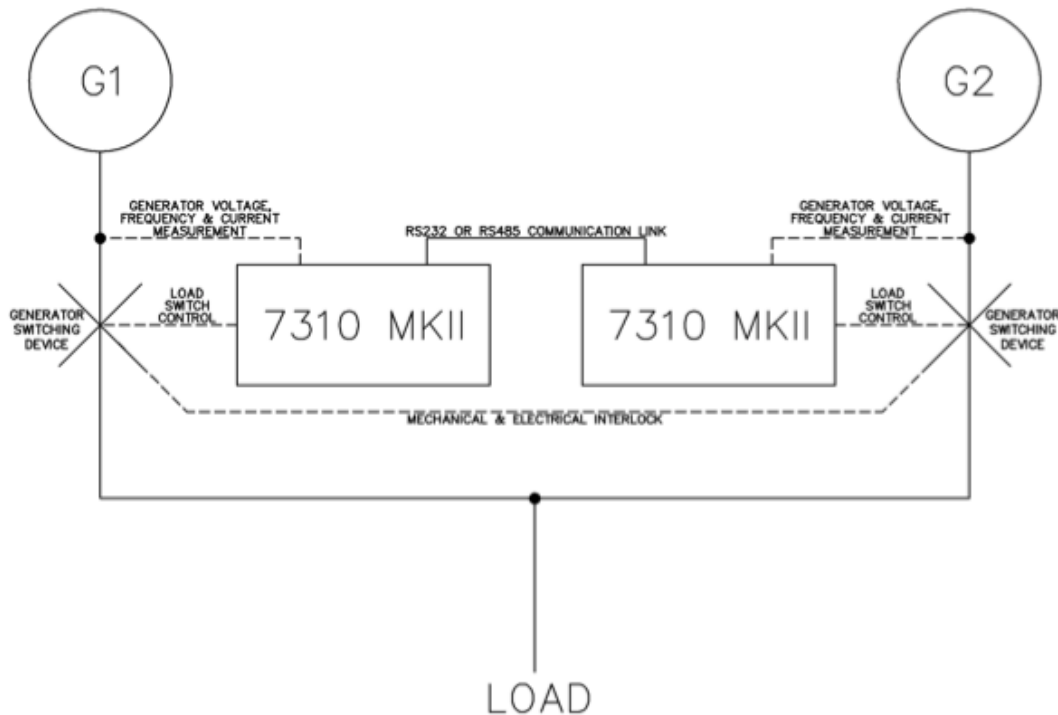 G1
G2
GENERATOR VOLTAGE,
FREQUENCY & CURRENT
MEASUREMENT
RS232 OR RS485 COMMUNICATION LINK
GENERATOR VOLTAGE,
FREQUENCY & CURRENT
MEASUREMENT
GENERATOR
SWITCHING
DEVICE
LOAD
SWITCH
CONTROL
7310 MKII
7310 MKII
LOAD
SWITCH
CONTROL
GENERATOR
SWITCHING
DEVICE
MECHANICAL & ELECTRICAL INTERLOCK
LOAD